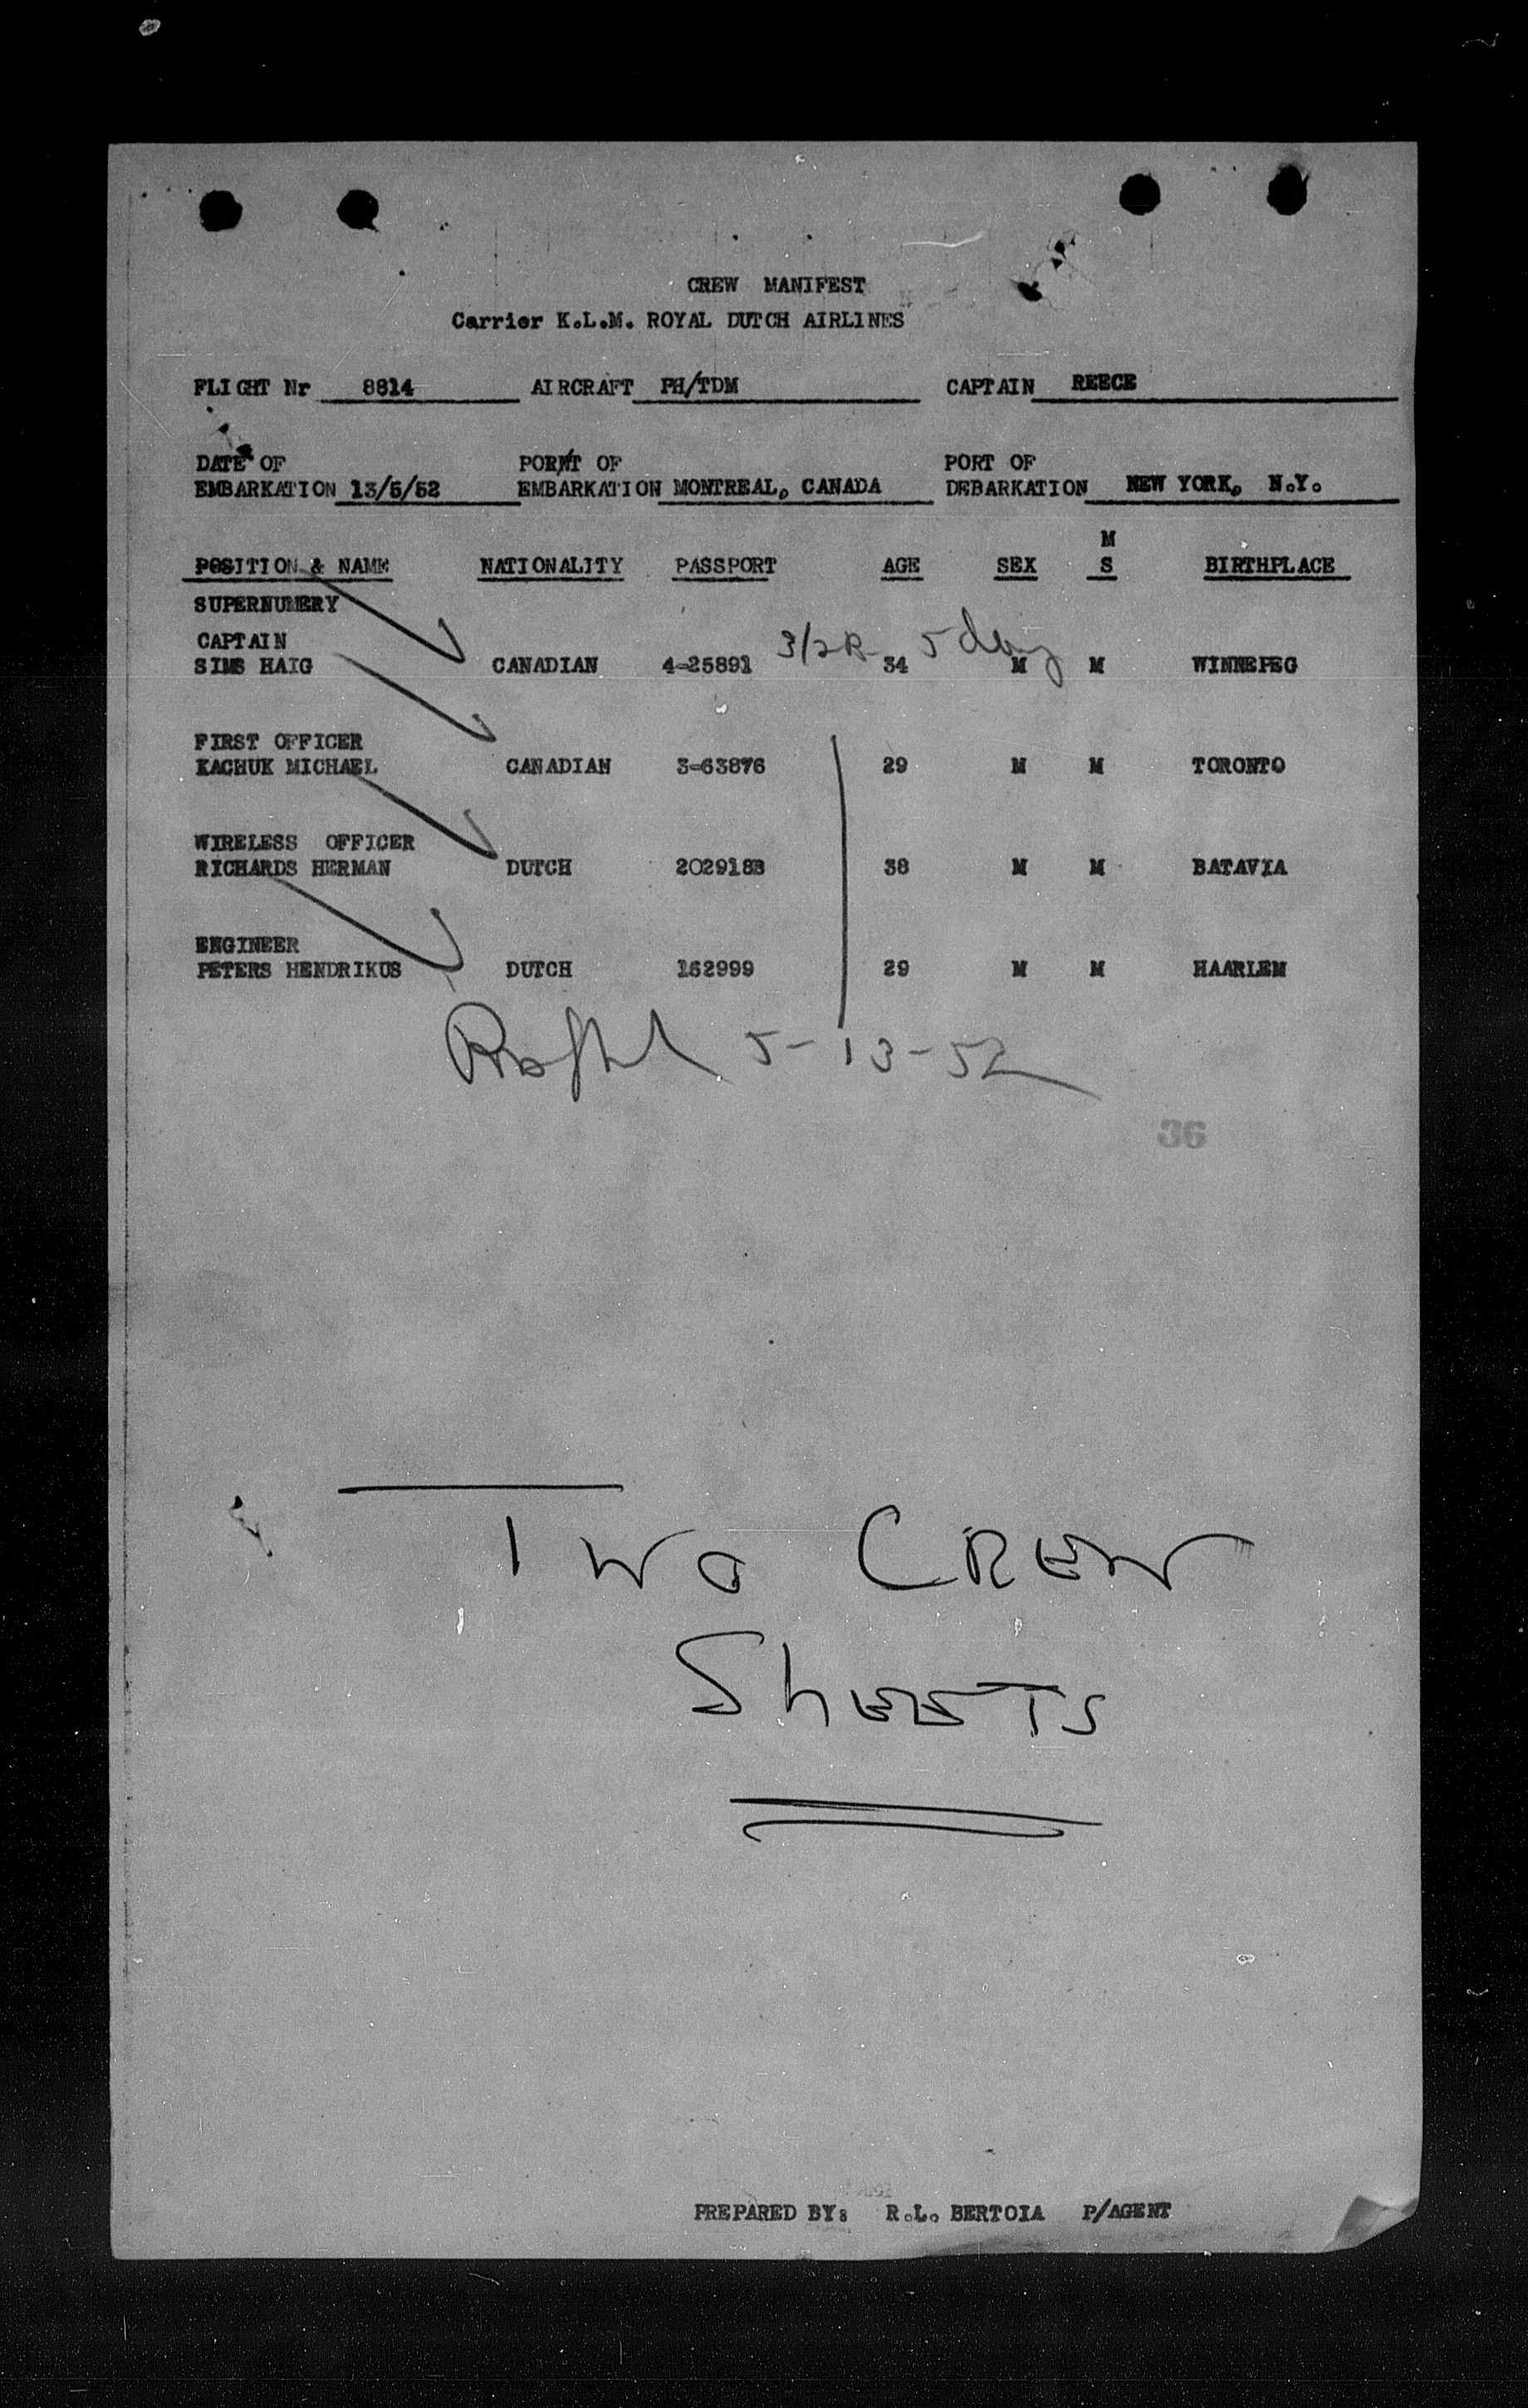 CREW MANIFEST
Carrier K.L.M. ROYAL DUTCH AIRLINES
FLIGHT Nr 8814 AIRCRAFT PH/TDM CAPTAIN REECE
DATE OF PORT OF PORT OF
EMBARKATION 13/5/52 EMBARKATION MONTREAL, CANADA DEBARKATION NEW YORK, N.Y.
M
POSITION & NAME NATIONALITY PASSPORT AGE SEX S BIRTHPLACE
SUPERNUMERY
CAPTAIN 5 day
SIMS HAIG CANADIAN 4-25891 34 M M WINNEPEG
FIRST OFFICER
KACHUK MICHAEL CANADIAN 3-63876 29 M M TORONTO
WIRELESS OFFICER
RICHARDS HERMAN DUTCH 38 M M BATAVIA
ENGINEER
PETERS HENDRIKUS DUTCH 162999 29 M M HAARLEM
5-13-52
36
TWO CREW
ShEETS
PREPARED BY: R.L. BERTOIA P/AGENT